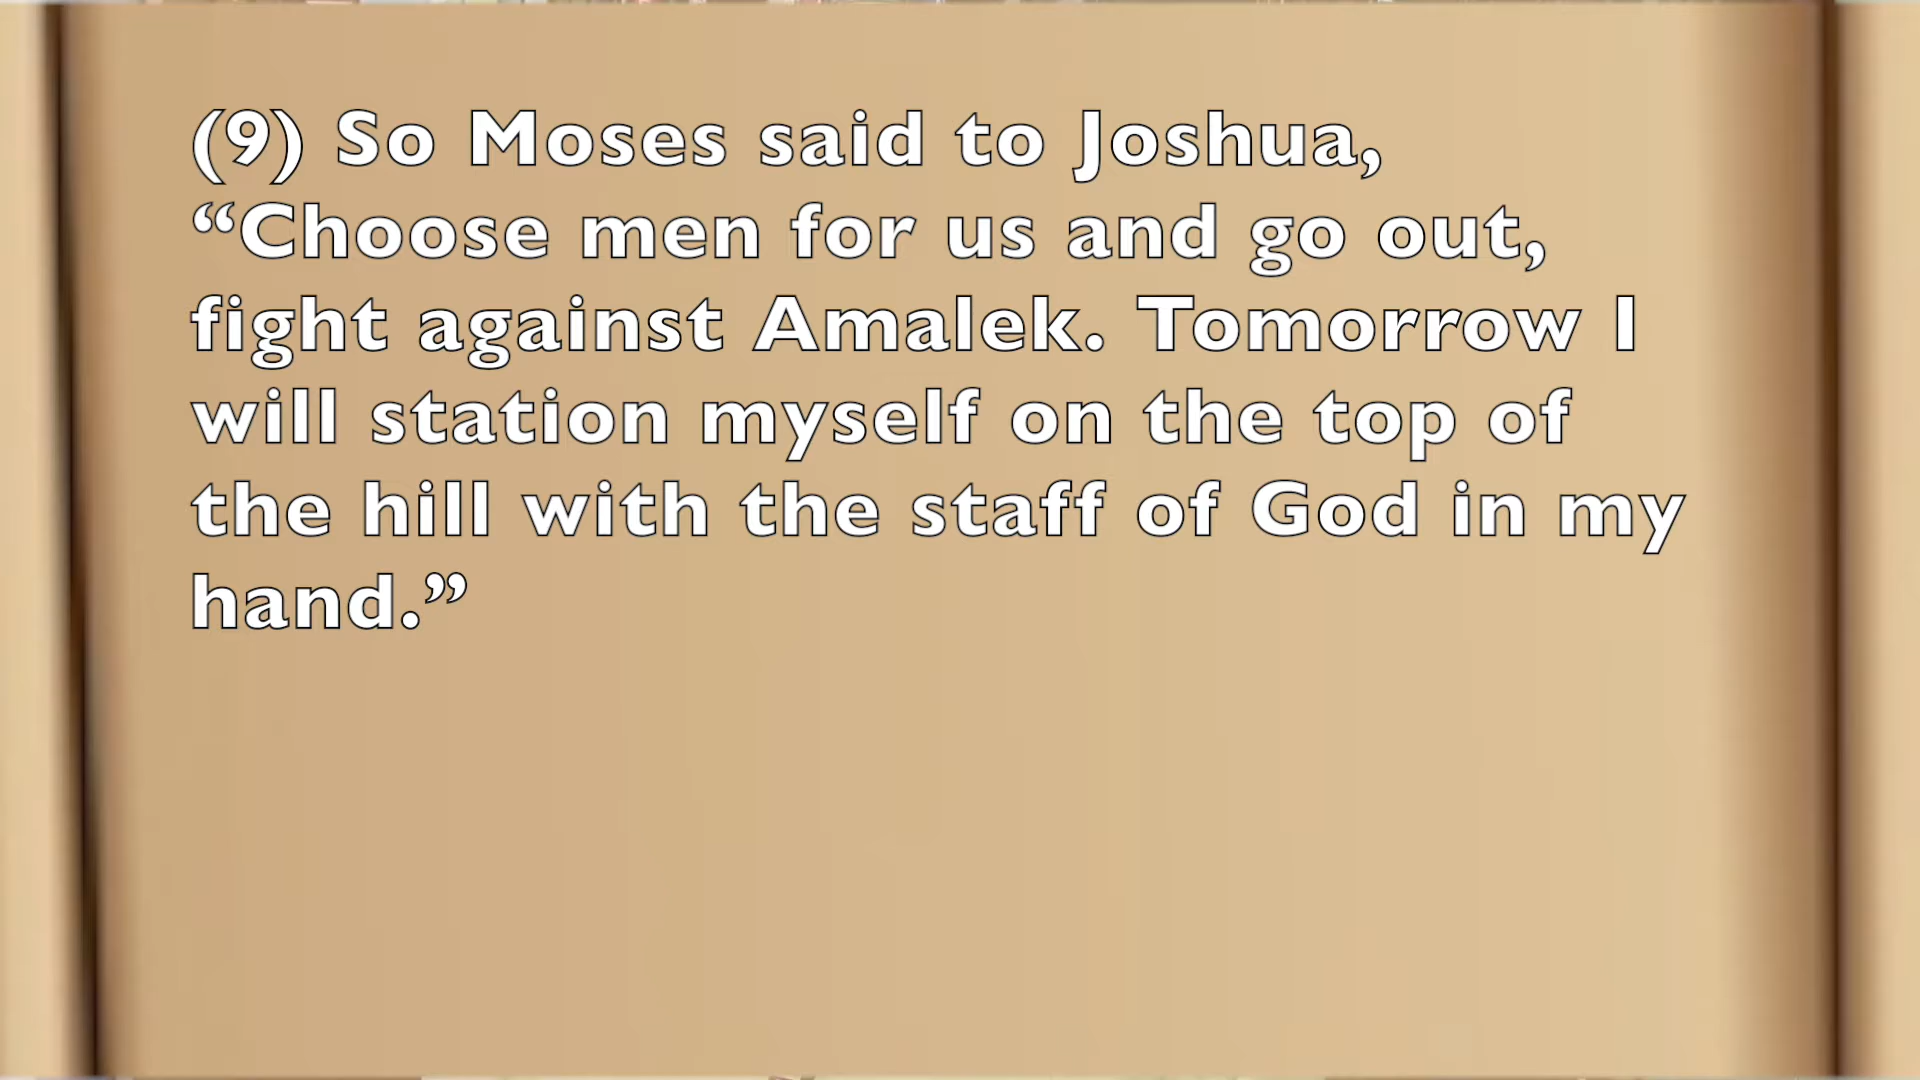 (9) So Moses said to Joshua,
“Choose men for us and go out,
fight against Amalek. Tomorrow I
will station myself on the top of
the hill with the staff of God in my
hand.”